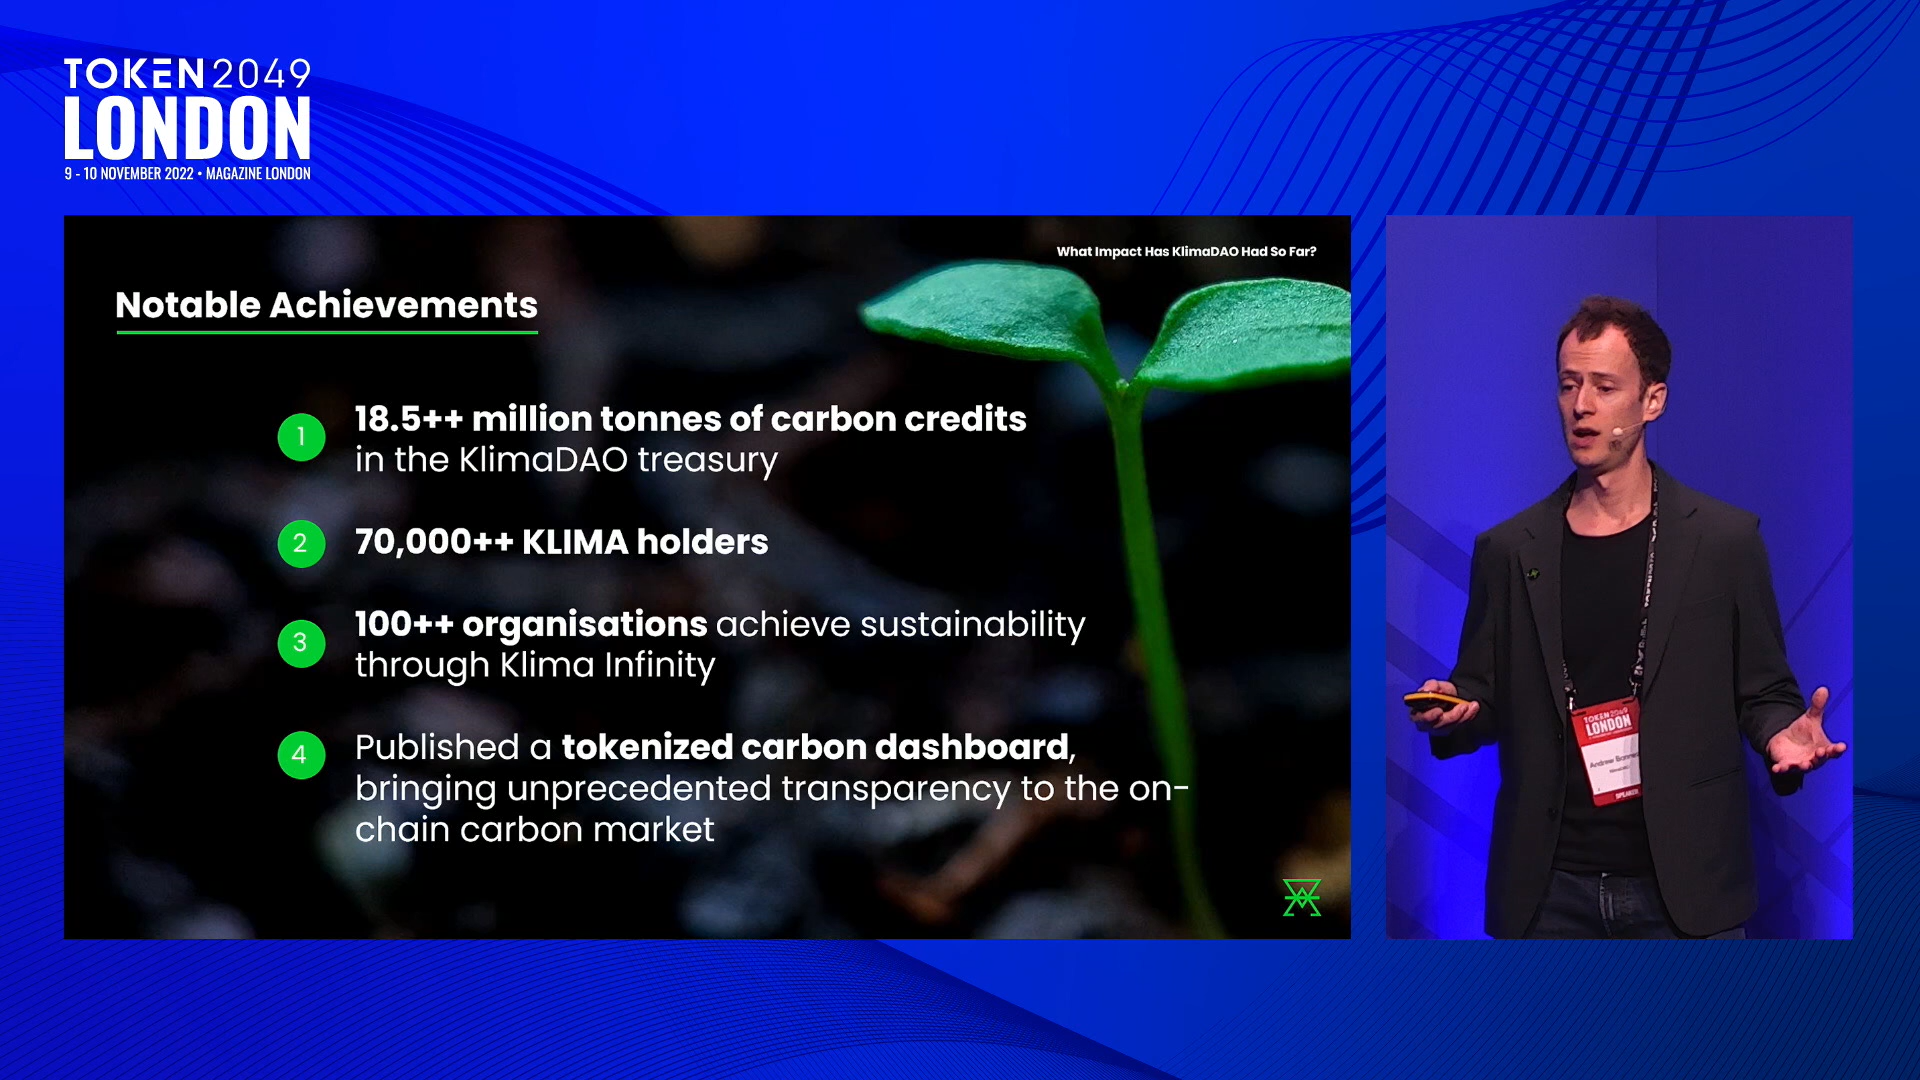 TOKEN2049
LONDON
9 - 10 NOVEMBER 2022 • MAGAZINE LONDON
What Impact Has KlimaDAO Had So Far?
Notable Achievements
1
18.5++ million tonnes of carbon credits
in the KlimaDAO treasury
2
70,000++ KLIMA holders
3
100++ organisations achieve sustainability
through Klima Infinity
4
Published a tokenized carbon dashboard,
bringing unprecedented transparency to the on-
chain carbon market
TOKEN2049
LONDON
Andrew
SPEAKER